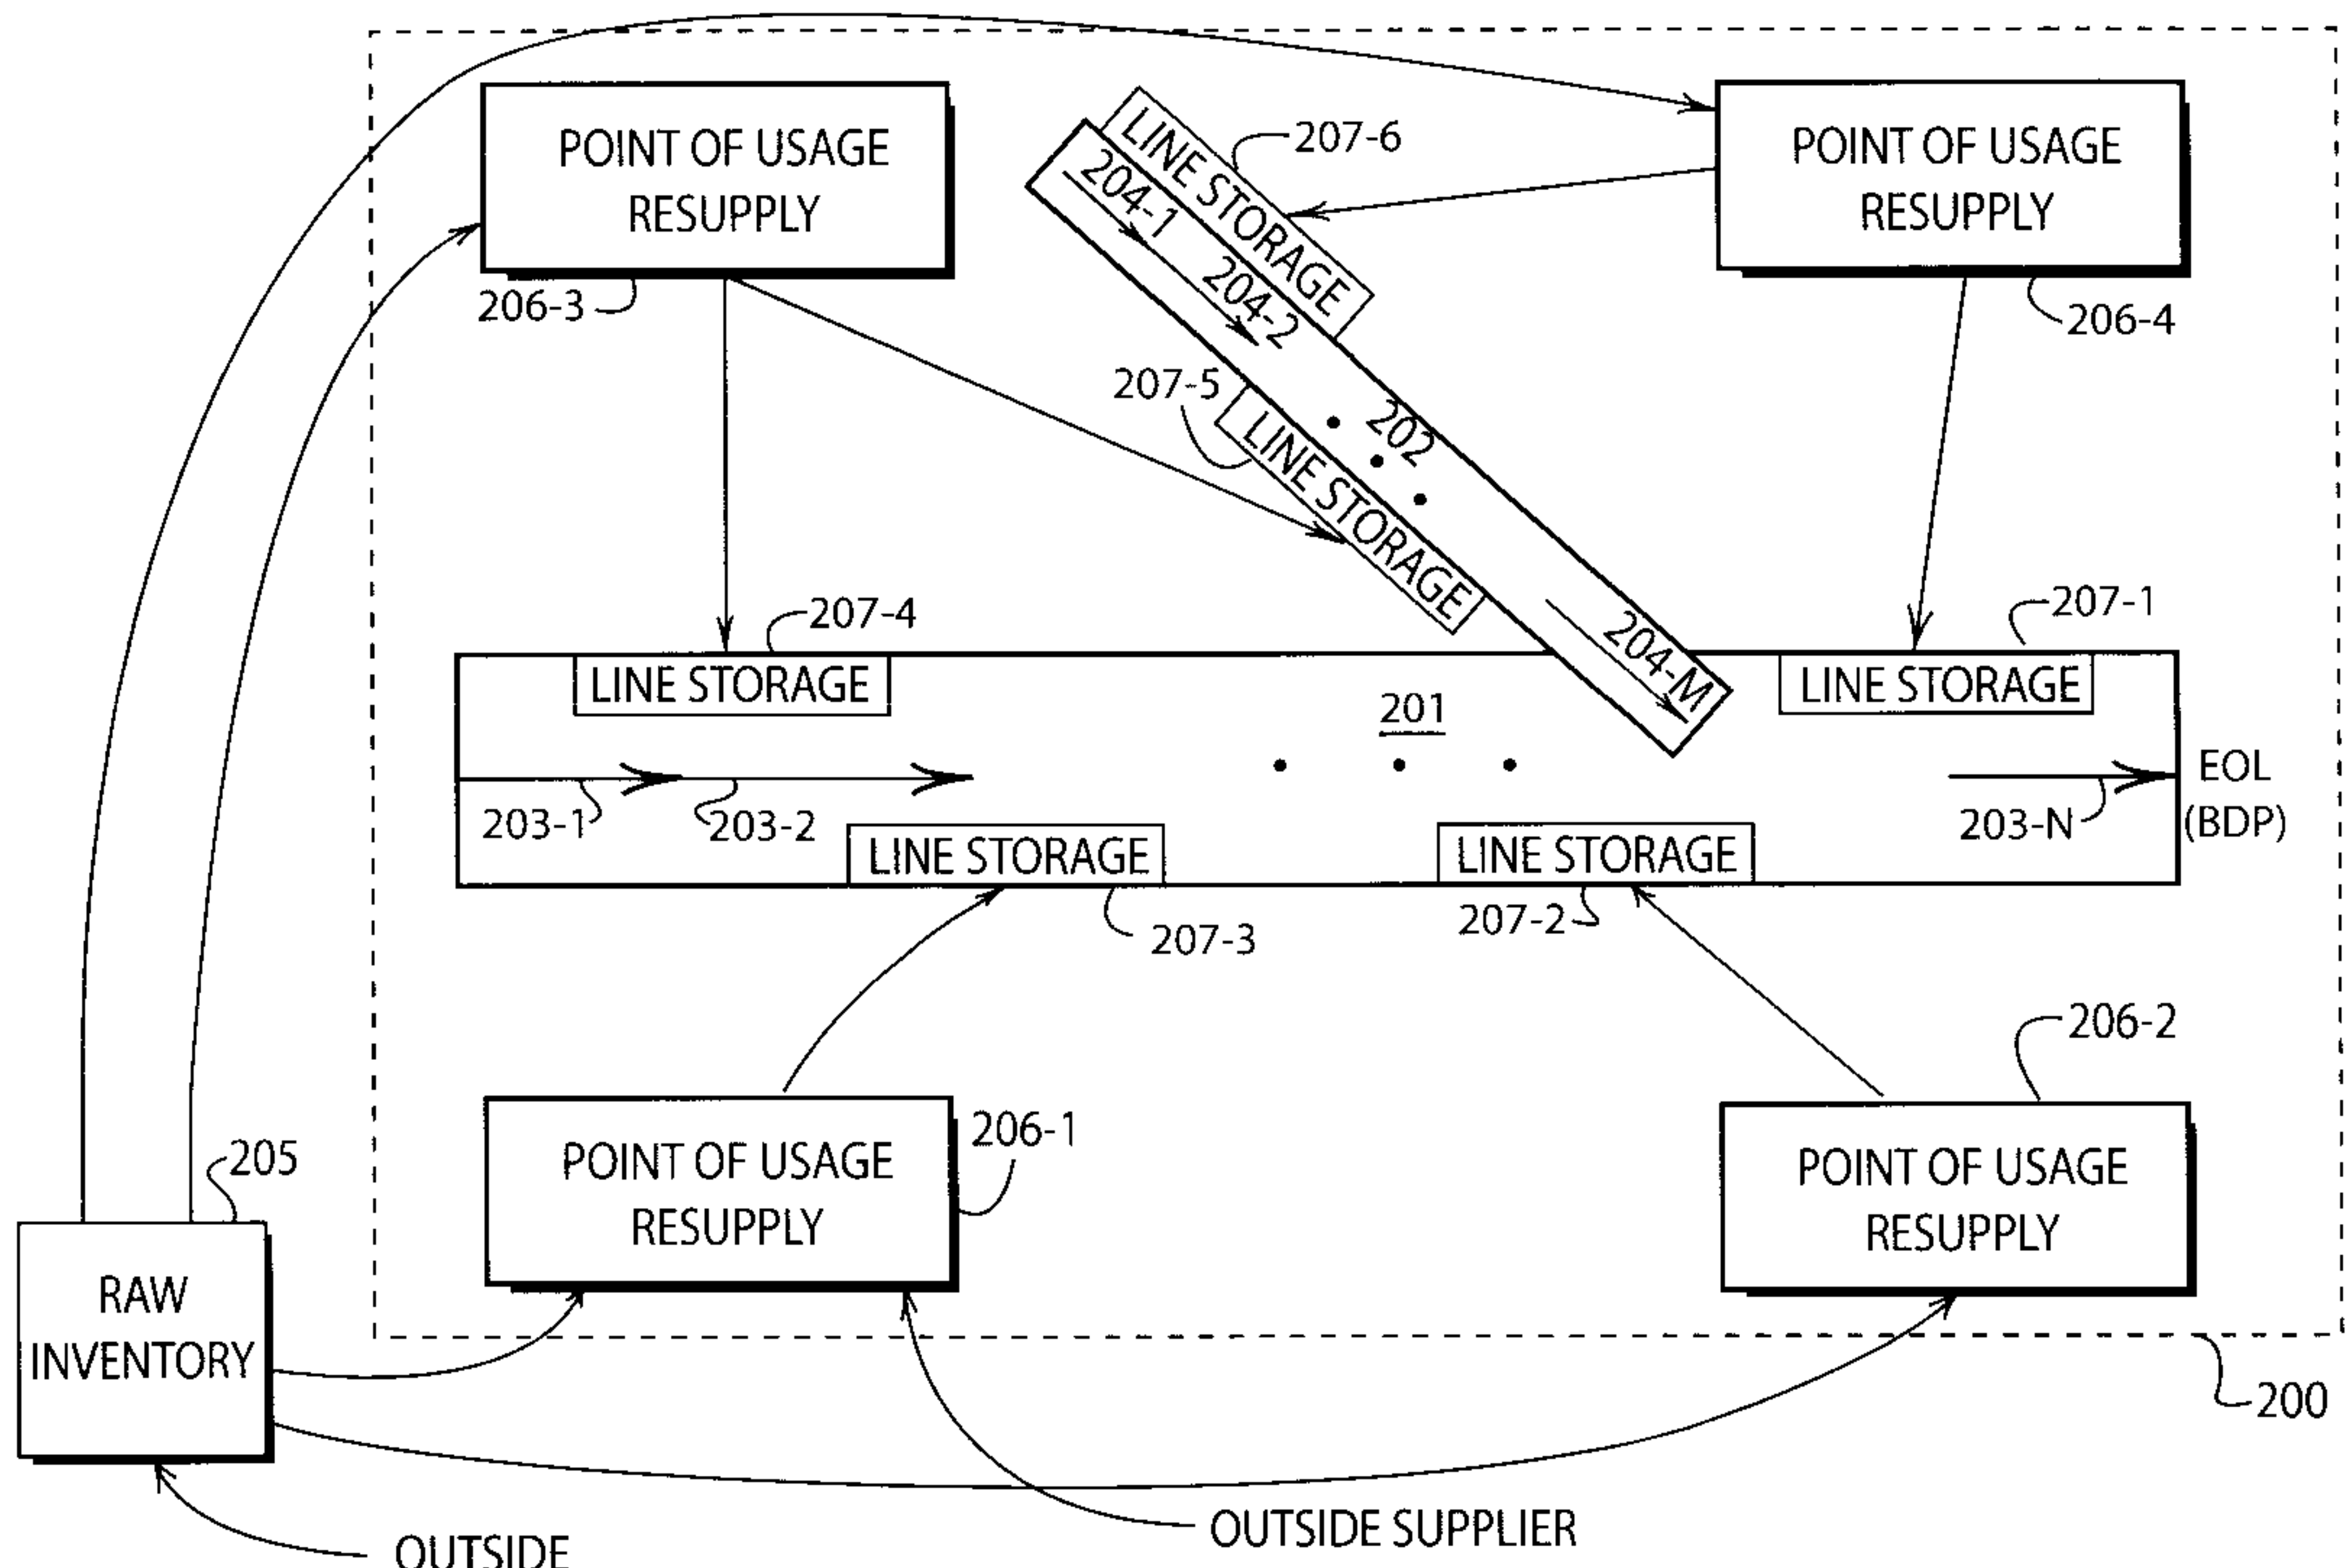 POINT OF USAGE
RESUPPLY
206-3
LINE STORAGE
207-6
204-1
204-2
POINT OF USAGE
RESUPPLY
206-4
207-5
LINE STORAGE
202
204-M
207-4
LINE STORAGE
207-1
LINE STORAGE
201
203-1
203-2
203-N
EOL
(BDP)
LINE STORAGE
207-3
LINE STORAGE
207-2
206-2
206-1
POINT OF USAGE
RESUPPLY
POINT OF USAGE
RESUPPLY
205
RAW
INVENTORY
200
OUTSIDE SUPPLIER
OUTSIDE